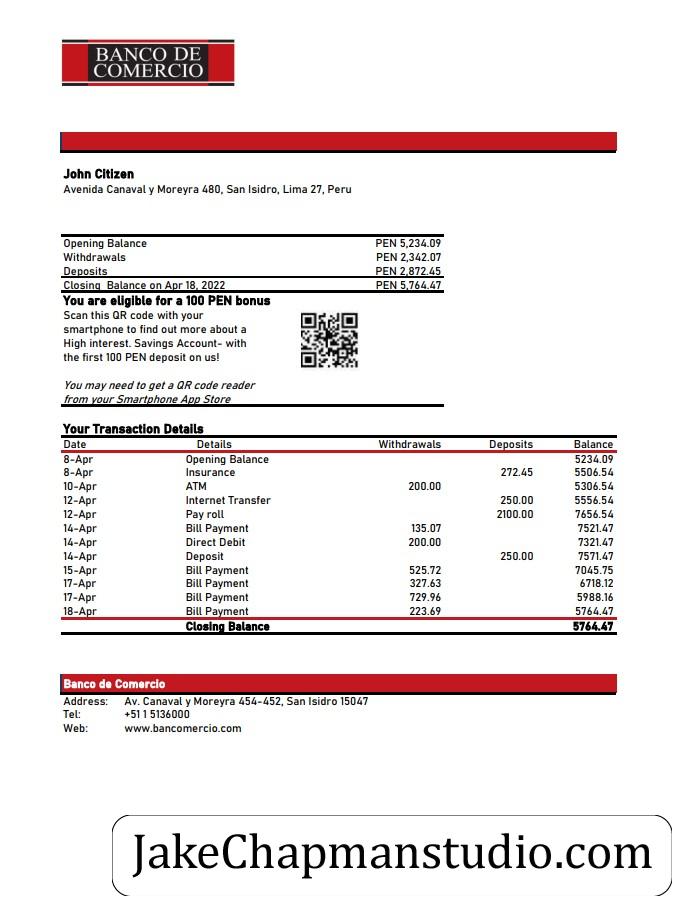 BANCO DE
COMERCIO
John Citizen
Avenida Canaval y Moreyra 480, San Isidro, Lima 27, Peru
Opening Balance PEN 5,234.09
Withdrawals PEN 2,342.07
Deposits PEN 2,872.45
Closing Balance on Apr 18, 2022 PEN 5,764.47
You are eligible for a 100 PEN bonus
Scan this QR code with your
smartphone to find out more about a
High interest. Savings Account- with
the first 100 PEN deposit on us!
You may need to get a QR code reader
from your Smartphone App Store
Your Transaction Details
Date Details Withdrawals Deposits Balance
8-Apr Opening Balance 5234.09
8-Apr Insurance 272.45 5506.54
10-Apr ATM 200.00 5306.54
12-Apr Internet Transfer 250.00 5556.54
12-Apr Pay roll 2100.00 7656.54
14-Apr Bill Payment 135.07 7521.47
14-Apr Direct Debit 200.00 7321.47
14-Apr Deposit 250.00 7571.47
15-Apr Bill Payment 525.72 7045.75
17-Apr Bill Payment 327.63 6718.12
17-Apr Bill Payment 729.96 5988.16
18-Apr Bill Payment 223.69 5764.47
Closing Balance 5764.47
Banco de Comercio
Address: Av. Canaval y Moreyra 454-452, San Isidro 15047
Tel: +51 1 5136000
Web: www.bancomercio.com
JakeChapmanstudio.com